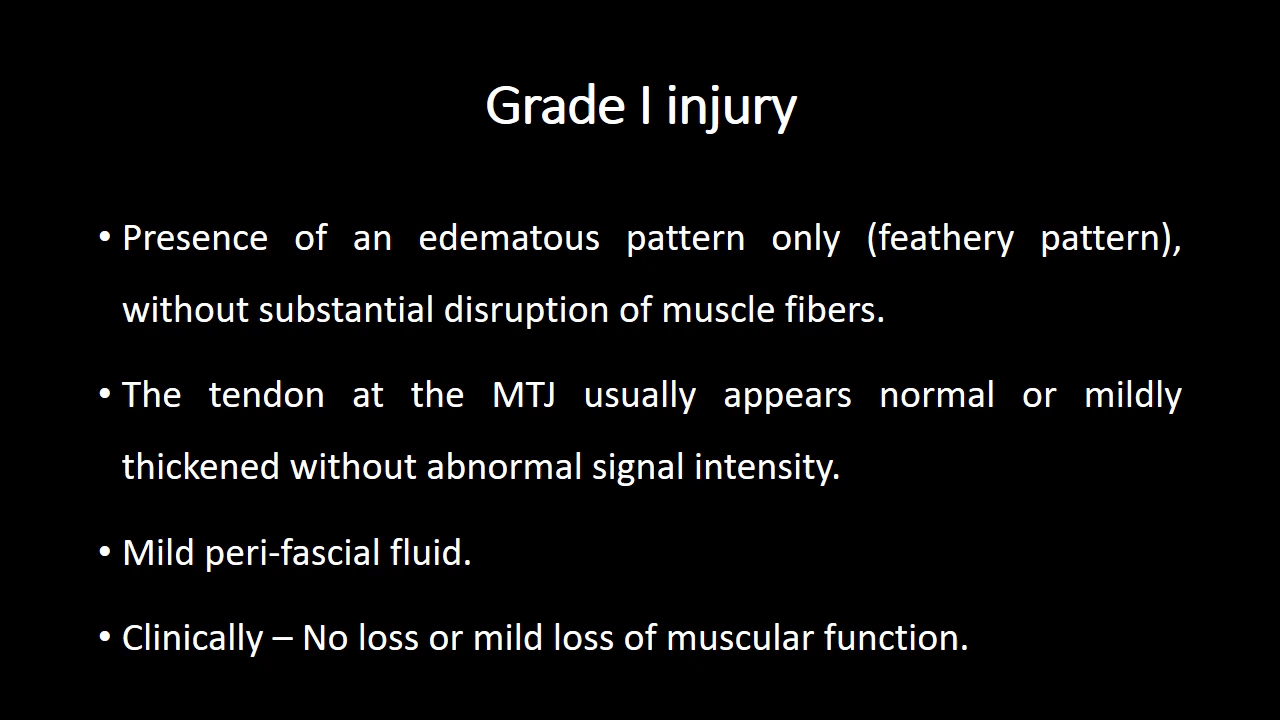 Grade I injury
• Presence of an edematous pattern only (feathery pattern),
without substantial disruption of muscle fibers.
• The tendon at the MTJ usually appears normal or mildly
thickened without abnormal signal intensity.
• Mild peri-fascial fluid.
• Clinically – No loss or mild loss of muscular function.